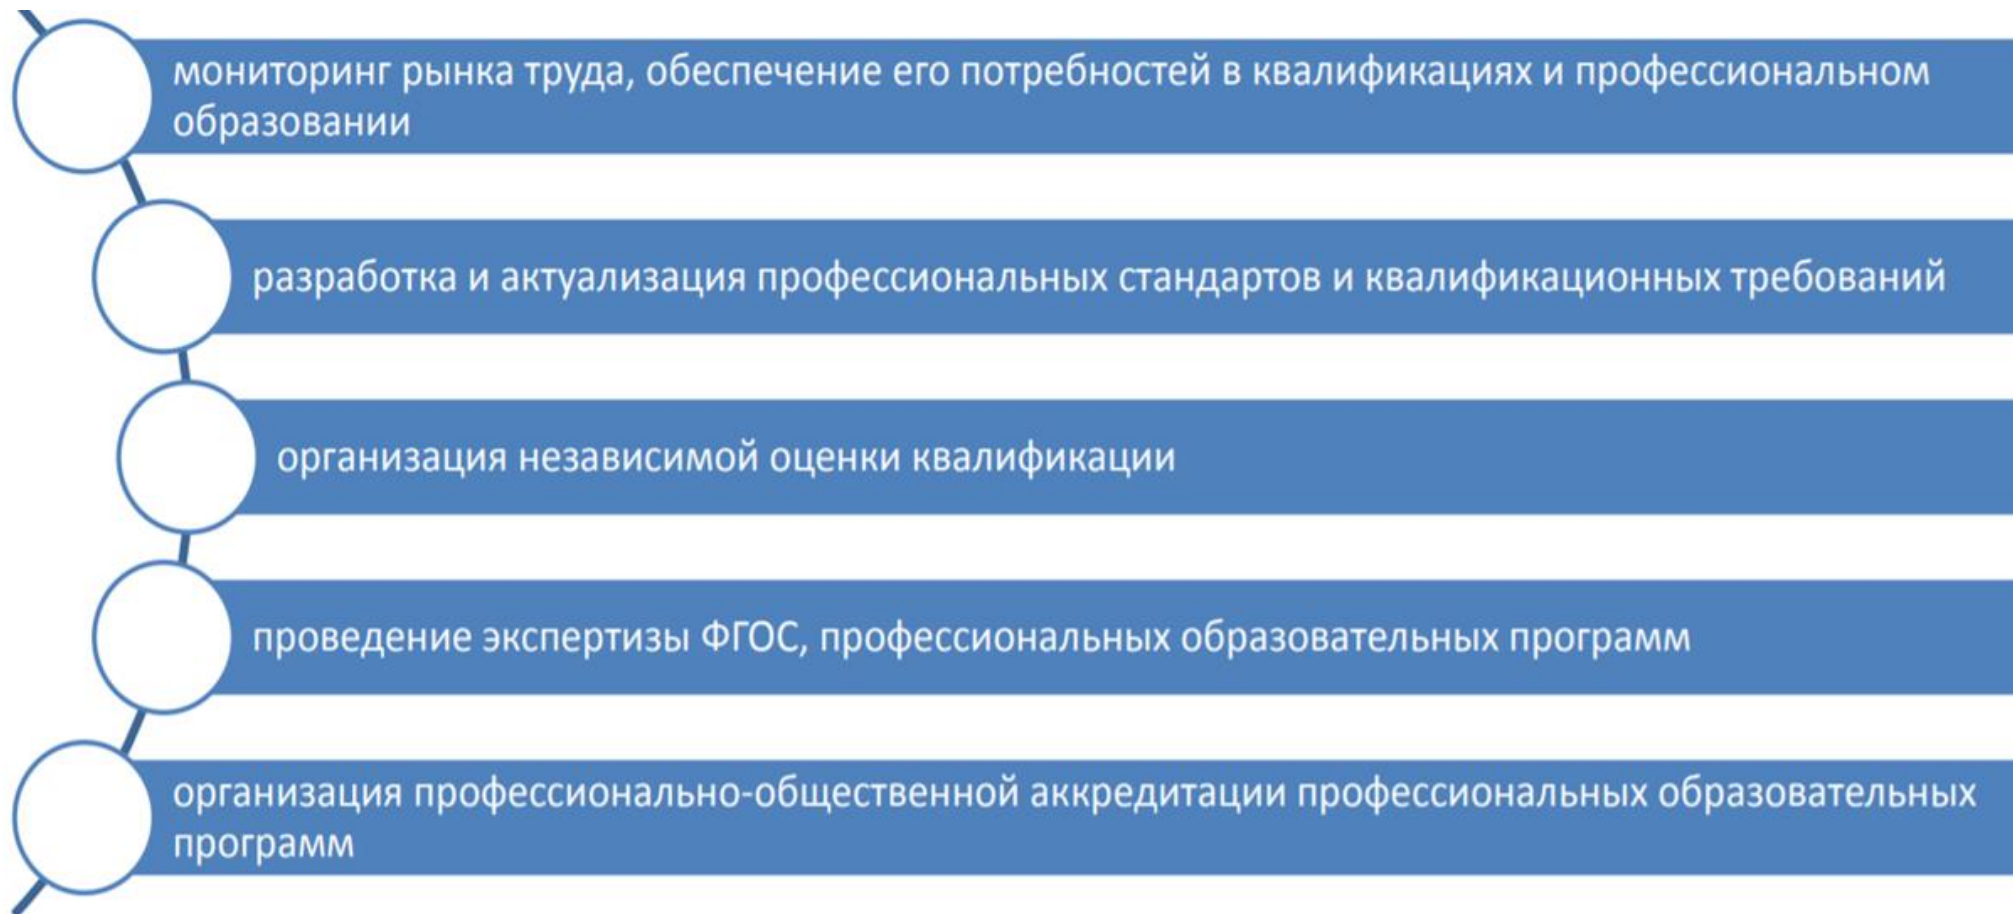 мониторинг рынка труда, обеспечение его потребностей в квалификациях и профессиональном
образовании
разработка и актуализация профессиональных стандартов и квалификационных требований
организация независимой оценки квалификации
проведение экспертизы ФГОС, профессиональных образовательных программ
организация профессионально-общественной аккредитации профессиональных образовательных
программ